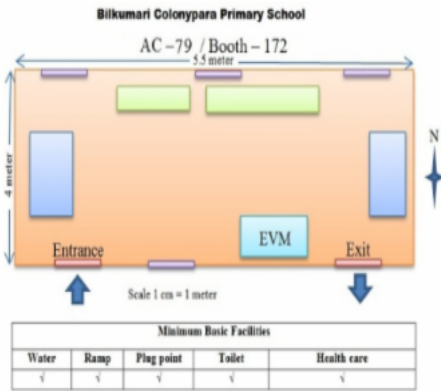 Bilkumari Colonypara Primary School
AC – 79 / Booth – 172
5.5 meter
4 meter
N
EVM
Entrance
Exit
Scale 1 cm = 1 meter
Minimum Basic Facilities
Water Ramp Plug point Toilet Health care
√ √ √ √ √